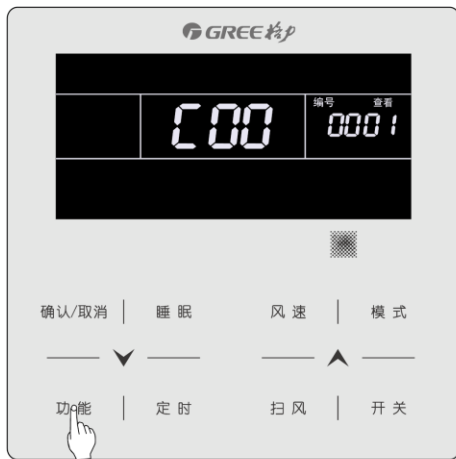 GREE格力
编号 查看
C00 0001
确认/取消 睡眠 风速 模式
功能 定时 扫风 开关